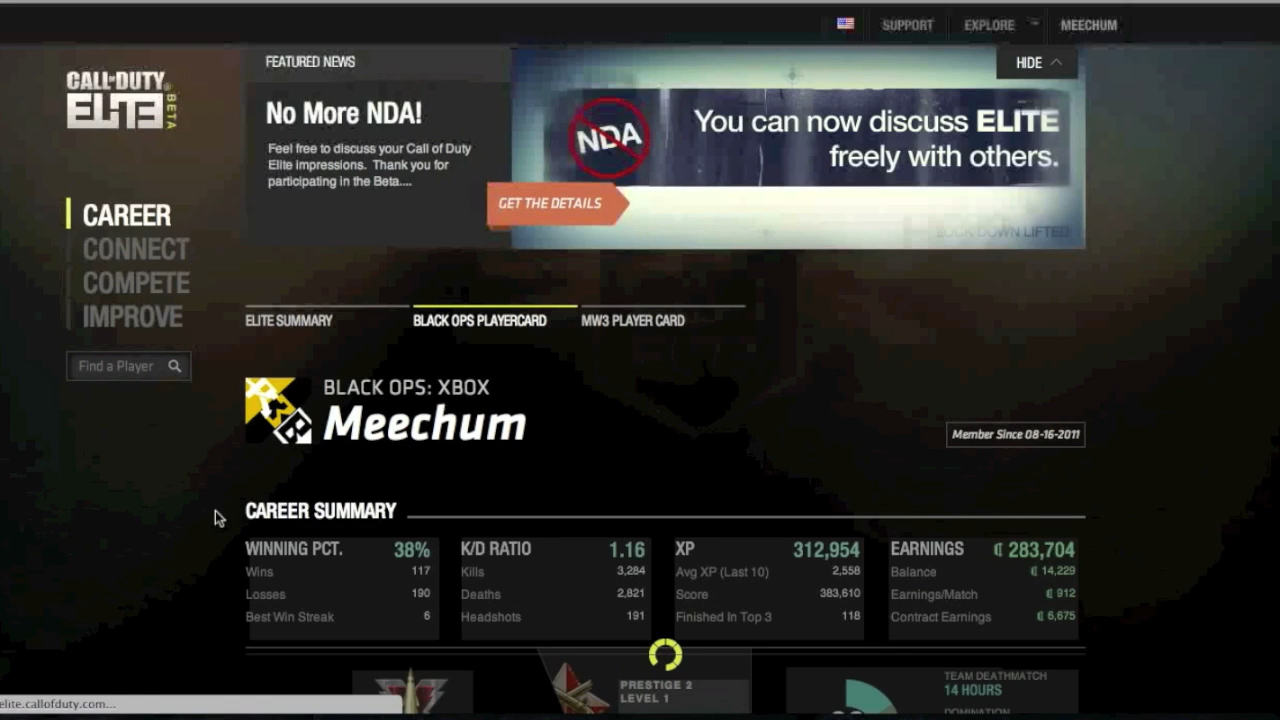 SUPPORT
EXPLORE
MEECHUM
CALL OF DUTY
ELITE
BETA
FEATURED NEWS
No More NDA!
Feel free to discuss your Call of Duty
Elite impressions. Thank you for
participating in the Beta....
GET THE DETAILS
HIDE
NDA
You can now discuss ELITE
freely with others.
LOCK DOWN LIFTED
CAREER
CONNECT
COMPETE
IMPROVE
Find a Player
ELITE SUMMARY
BLACK OPS PLAYERCARD
MW3 PLAYER CARD
BLACK OPS: XBOX
Meechum
Member Since 08-16-2011
CAREER SUMMARY
WINNING PCT. 38%
Wins 117
Losses 190
Best Win Streak 6
K/D RATIO 1.16
Kills 3,284
Deaths 2,821
Headshots 191
XP 312,954
Avg XP (Last 10) 2,558
Score 383,610
Finished In Top 3 118
EARNINGS 283,704
Balance 14,229
Earnings/Match 912
Contract Earnings 6,675
PRESTIGE 2
LEVEL 1
TEAM DEATHMATCH
14 HOURS
DOMINATION
elite.callofduty.com...